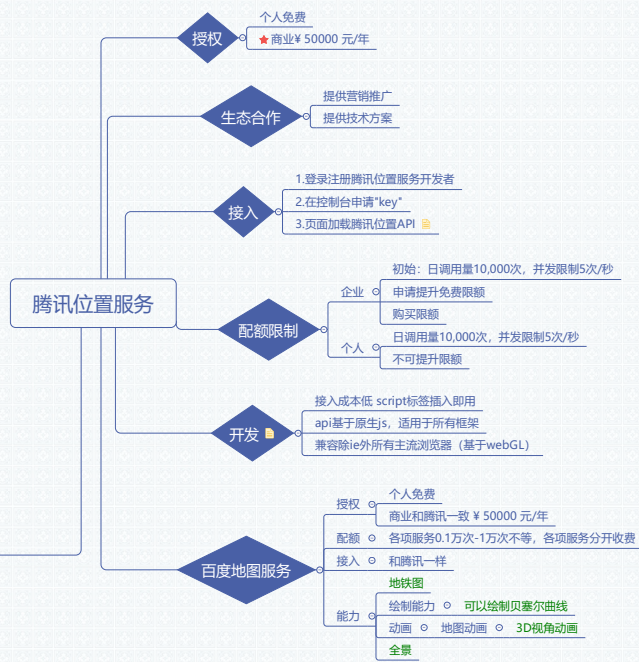 腾讯位置服务
授权
个人免费
商业¥ 50000 元/年
生态合作
提供营销推广
提供技术方案
接入
1.登录注册腾讯位置服务开发者
2.在控制台申请"key"
3.页面加载腾讯位置API
配额限制
企业
初始：日调用量10,000次，并发限制5次/秒
申请提升免费限额
购买限额
个人
日调用量10,000次，并发限制5次/秒
不可提升限额
开发
接入成本低 script标签插入即用
api基于原生js，适用于所有框架
兼容除ie外所有主流浏览器（基于webGL）
百度地图服务
授权
个人免费
商业和腾讯一致 ¥ 50000 元/年
配额
各项服务0.1万次-1万次不等，各项服务分开收费
接入
和腾讯一样
能力
地铁图
绘制能力
可以绘制贝塞尔曲线
动画
地图动画
3D视角动画
全景